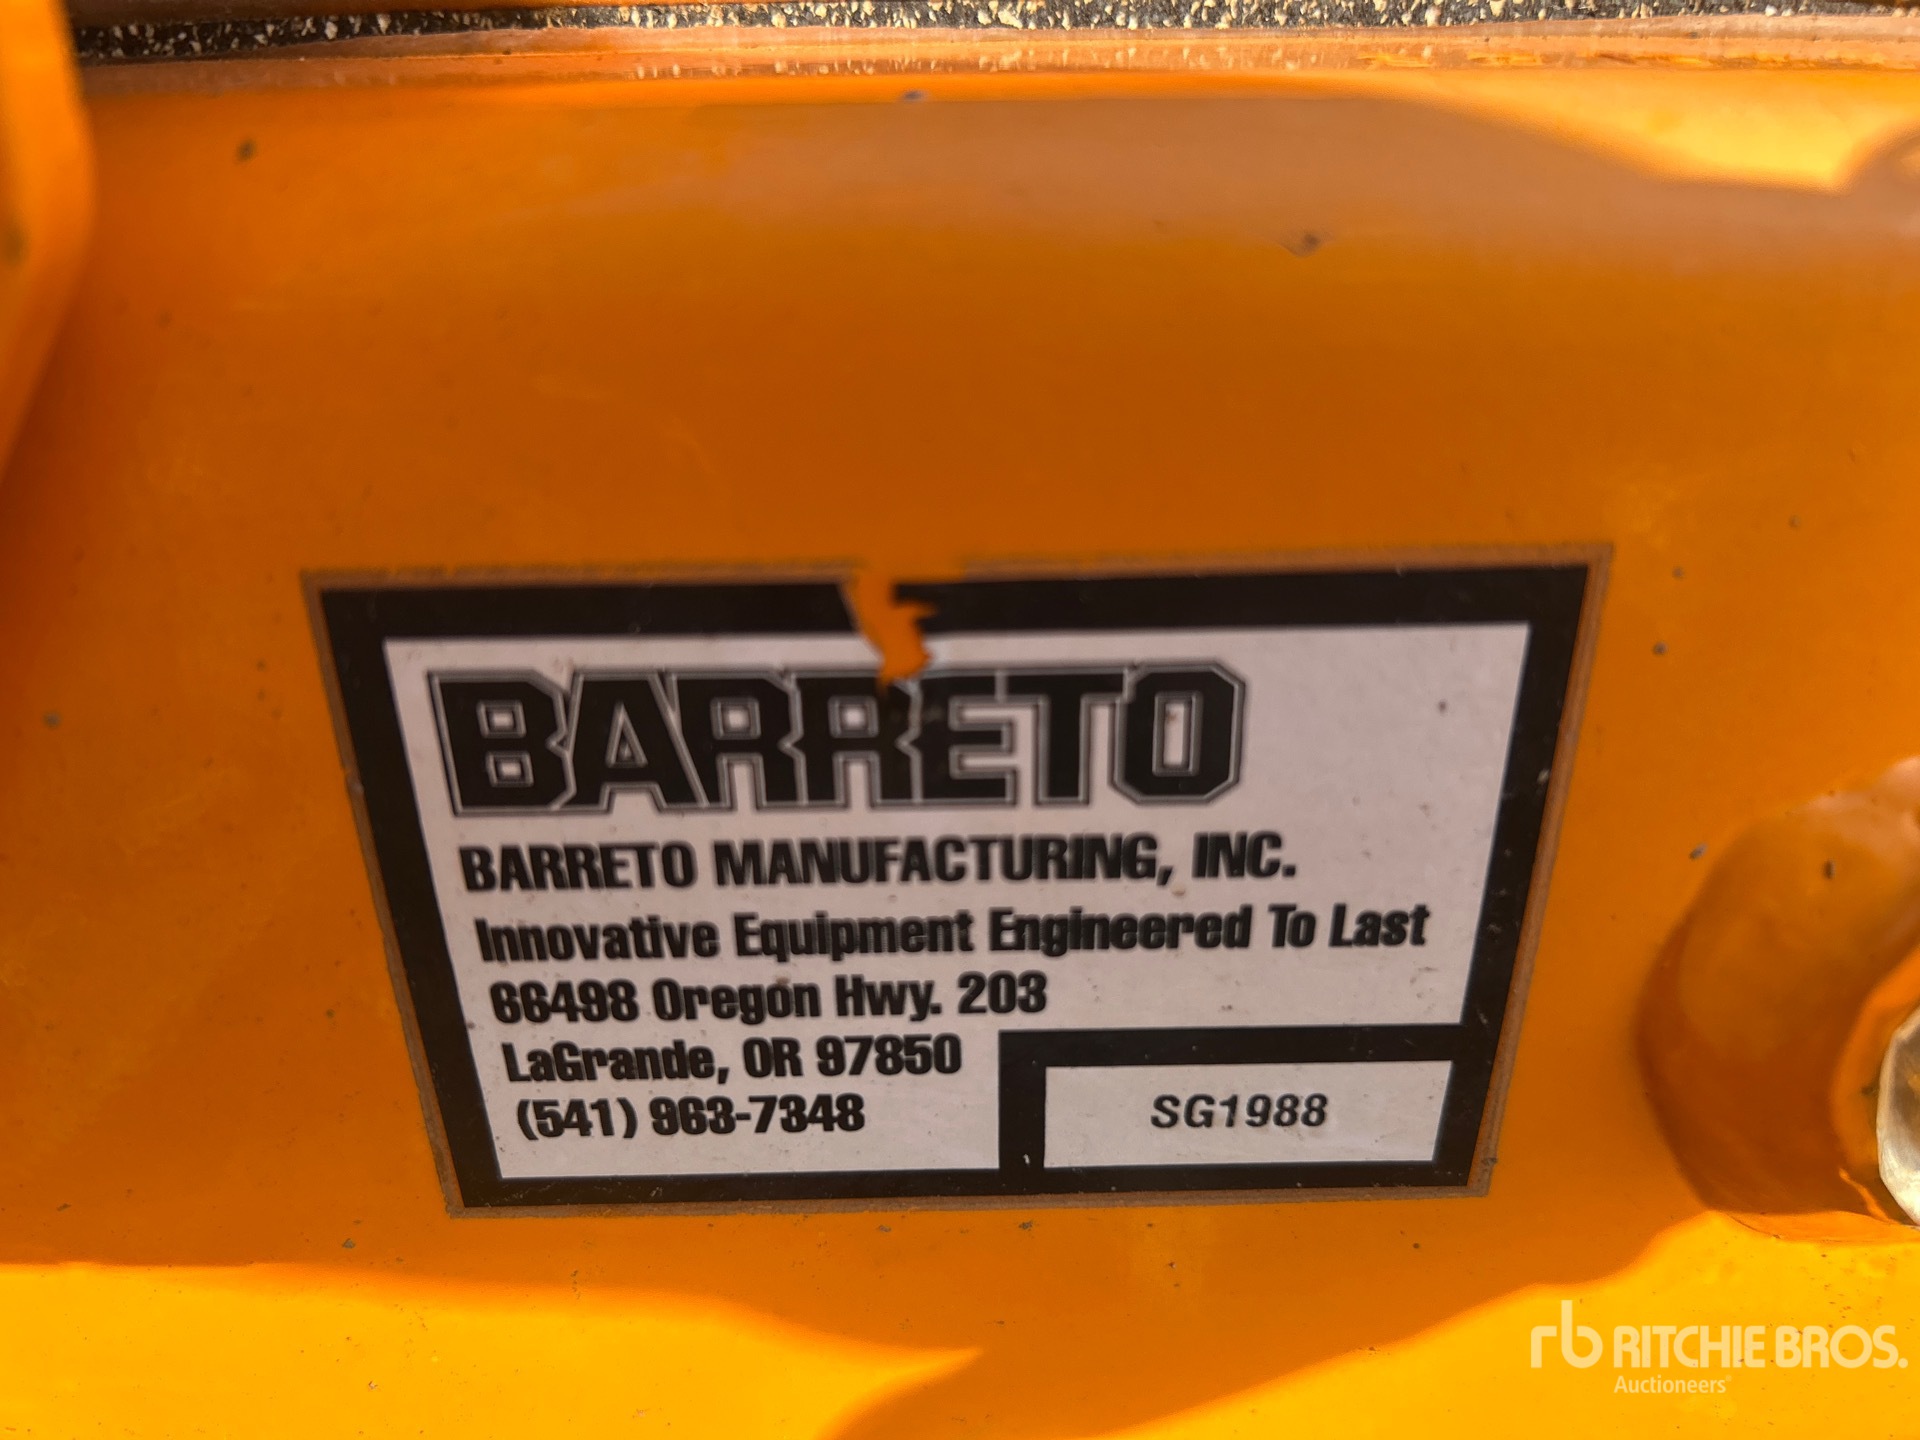 BARRETO
BARRETO MANUFACTURING, INC.
Innovative Equipment Engineered To Last
66498 Oregon Hwy. 203
LaGrande, OR 97850
(541) 963-7348
SG1988
rb RITCHIE BROS.
Auctioneers